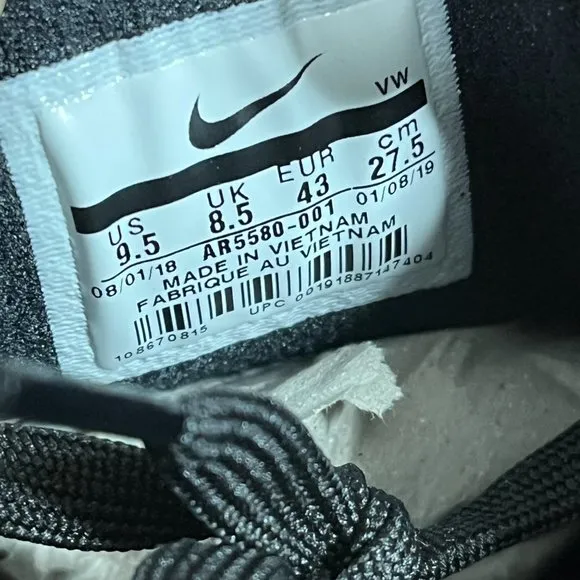 VW
US UK EUR cm
9.5 8.5 43 27.5
08/01/18 AR5580-001 01/08/19
MADE IN VIETNAM
FABRIQUE AU VIETNAM
108670815 UPC 00191887147404